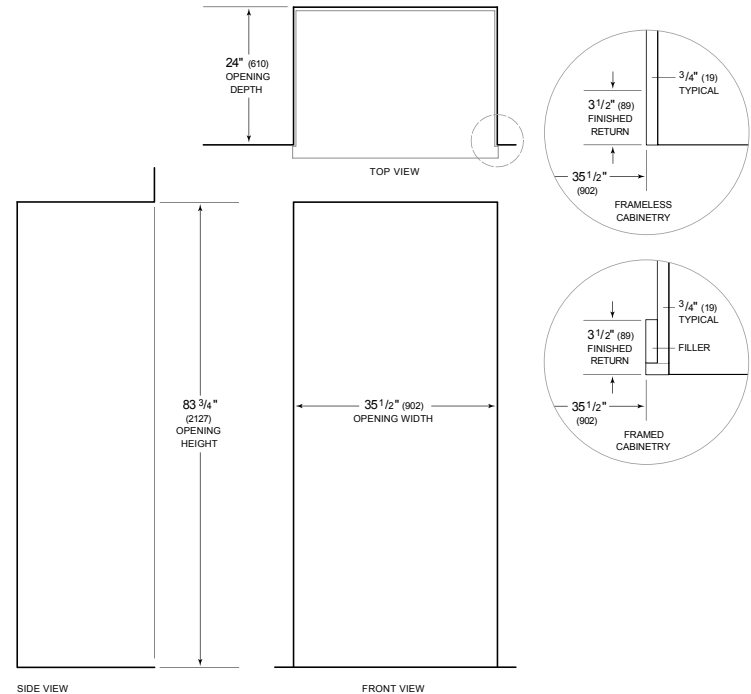 24" (610)
OPENING
DEPTH
TOP VIEW
3 1/2" (89)
FINISHED
RETURN
3/4" (19)
TYPICAL
35 1/2"
(902)
FRAMELESS
CABINETRY
3 1/2" (89)
FINISHED
RETURN
3/4" (19)
TYPICAL
FILLER
35 1/2"
(902)
FRAMED
CABINETRY
83 3/4"
(2127)
OPENING
HEIGHT
35 1/2" (902)
OPENING WIDTH
SIDE VIEW
FRONT VIEW